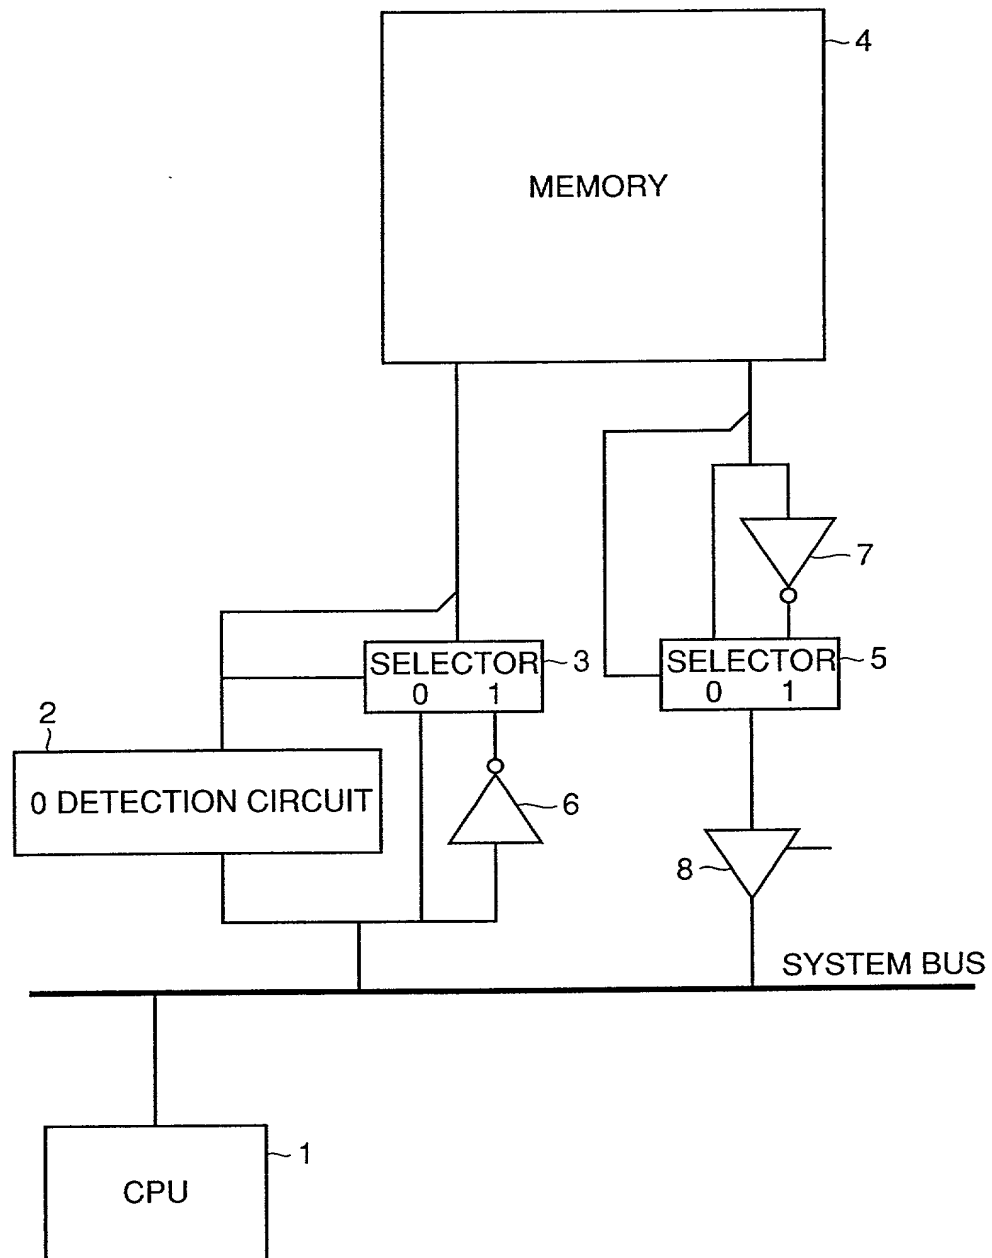 4
MEMORY
7
SELECTOR 3
0 1
SELECTOR 5
0 1
2
0 DETECTION CIRCUIT
6
8
SYSTEM BUS
1
CPU